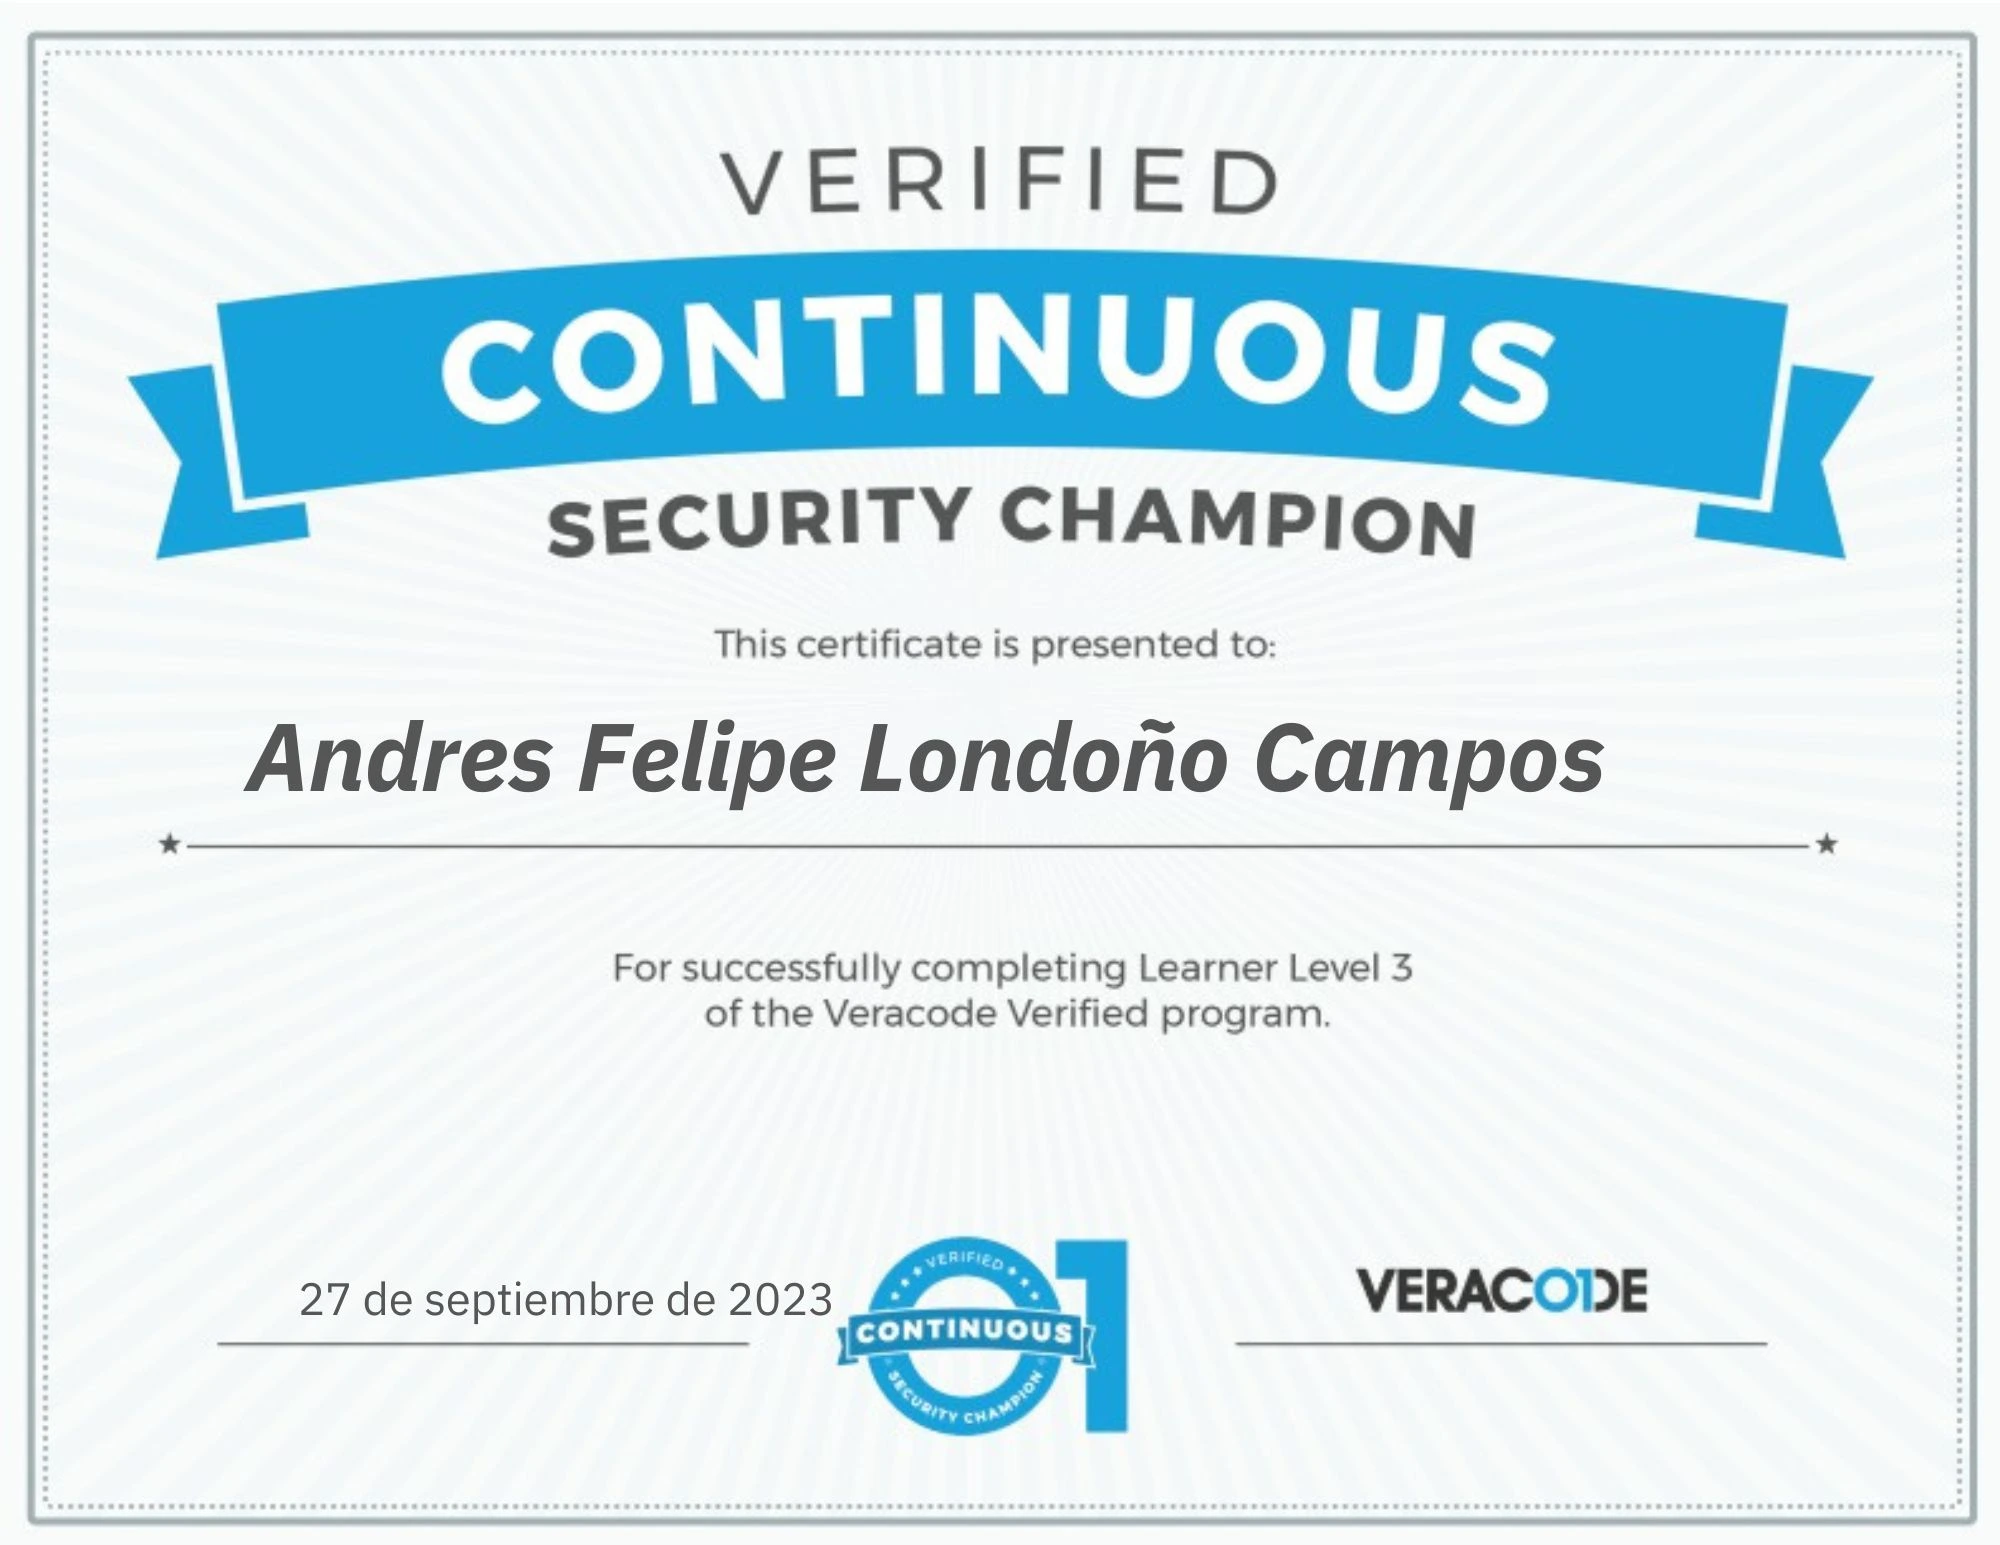 VERIFIED
CONTINUOUS
SECURITY CHAMPION
This certificate is presented to:
Andres Felipe Londoño Campos
For successfully completing Learner Level 3
of the Veracode Verified program.
27 de septiembre de 2023
VERIFIED
CONTINUOUS
SECURITY CHAMPION
01
VERACODE